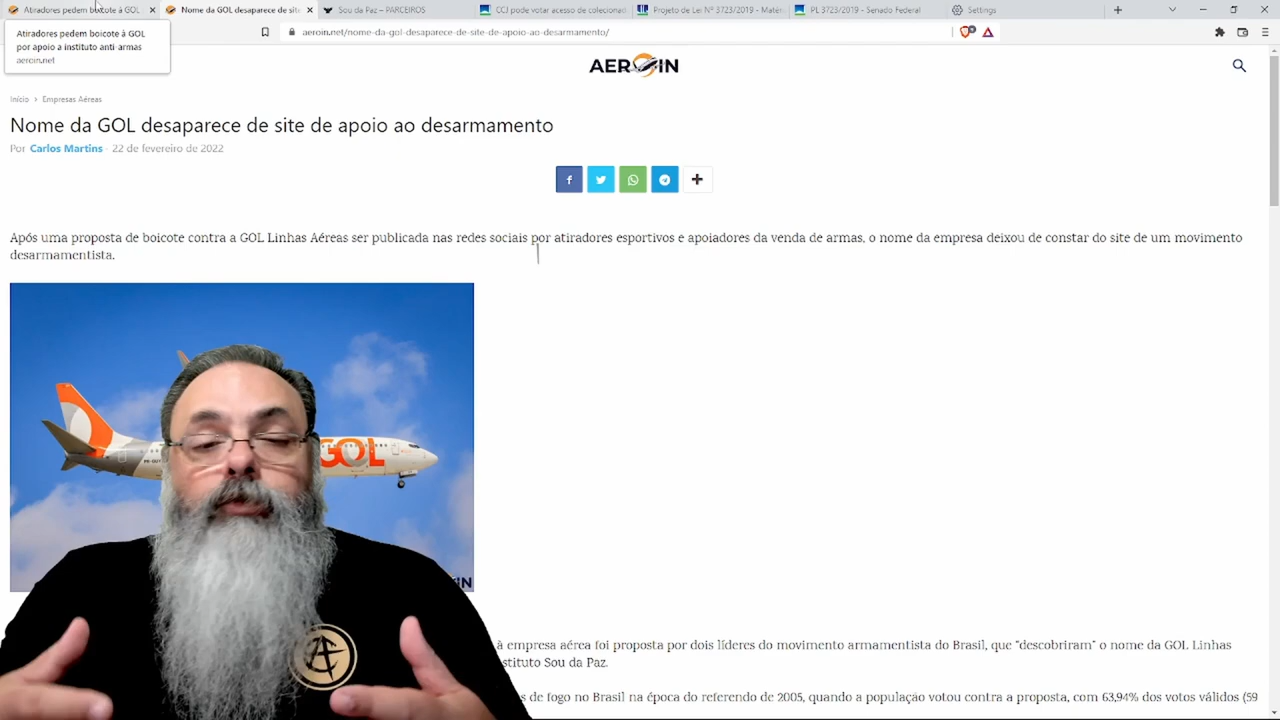 Atiradores pedem boicote à GOL
Nome da GOL desaparece de site
Sou da Paz – PARCEIROS
CCJ pode votar acesso de colecionad
Projeto de Lei Nº 3723/2019 - Matér
PL 3723/2019 - Senado Federal
Settings
Atiradores pedem boicote à GOL
por apoio a instituto anti-armas
aeroin.net
aeroin.net/nome-da-gol-desaparece-de-site-de-apoio-ao-desarmamento/
AEROIN
Início > Empresas Aéreas
Nome da GOL desaparece de site de apoio ao desarmamento
Por Carlos Martins - 22 de fevereiro de 2022
Após uma proposta de boicote contra a GOL Linhas Aéreas ser publicada nas redes sociais por atiradores esportivos e apoiadores da venda de armas, o nome da empresa deixou de constar do site de um movimento
desarmamentista.
GOL
IN
à empresa aérea foi proposta por dois líderes do movimento armamentista do Brasil, que “descobriram” o nome da GOL Linhas
stituto Sou da Paz.
s de fogo no Brasil na época do referendo de 2005, quando a população votou contra a proposta, com 63,94% dos votos válidos (59